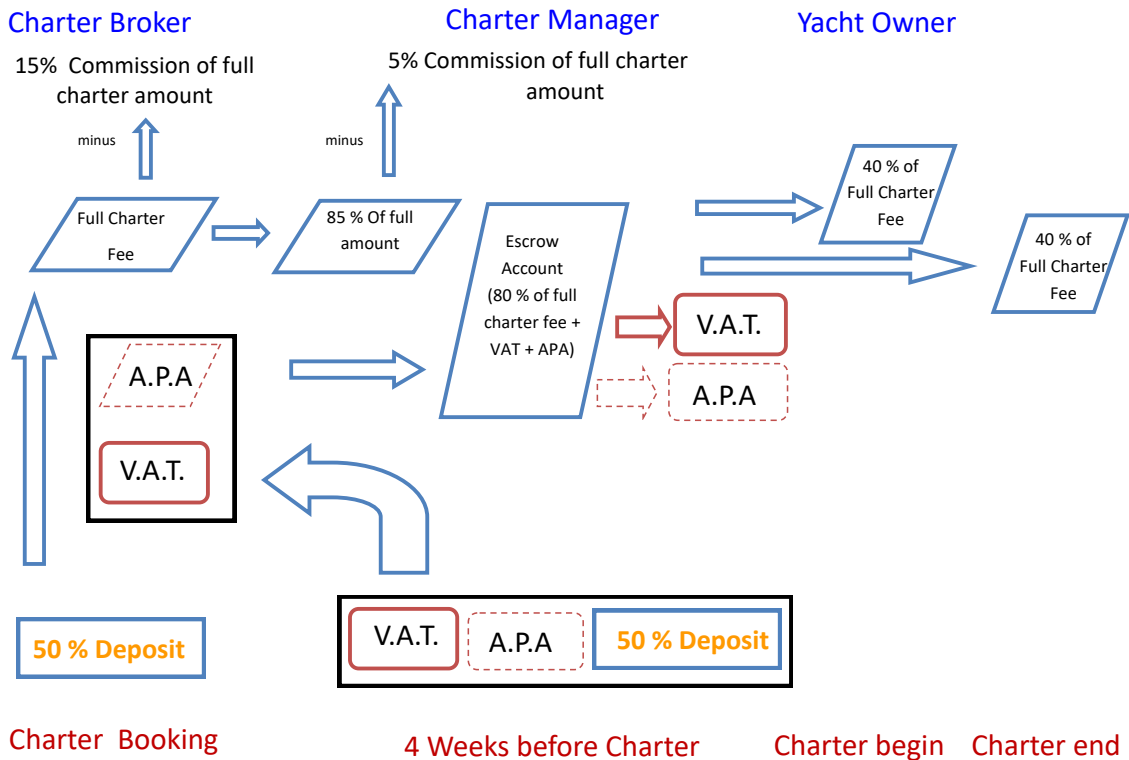 Charter Broker
Charter Manager
Yacht Owner
15%  Commission of full
charter amount
5% Commission of full charter
amount
minus
minus
Full Charter
Fee
85 % Of full
amount
Escrow
Account
(80 % of full
charter fee +
VAT + APA)
40 % of
Full Charter
Fee
40 % of
Full Charter
Fee
V.A.T.
A.P.A
A.P.A
V.A.T.
50 % Deposit
V.A.T.
A.P.A
50 % Deposit
Charter  Booking
4 Weeks before Charter
Charter begin
Charter end